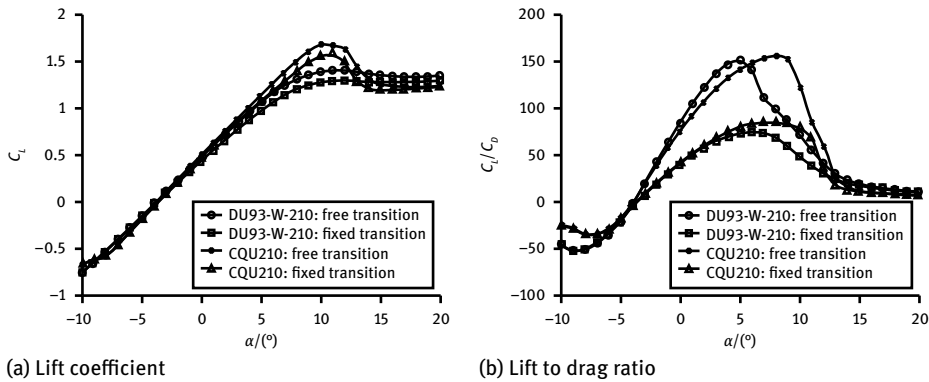 2
1.5
1
0.5
0
−0.5
−1
C_L
−10 −5 0 5 10 15 20
α/(°)
DU93-W-210: free transition
DU93-W-210: fixed transition
CQU210: free transition
CQU210: fixed transition
(a) Lift coefficient
200
150
100
50
0
−50
−100
C_L/C_D
−10 −5 0 5 10 15 20
α/(°)
DU93-W-210: free transition
DU93-W-210: fixed transition
CQU210: free transition
CQU210: fixed transition
(b) Lift to drag ratio